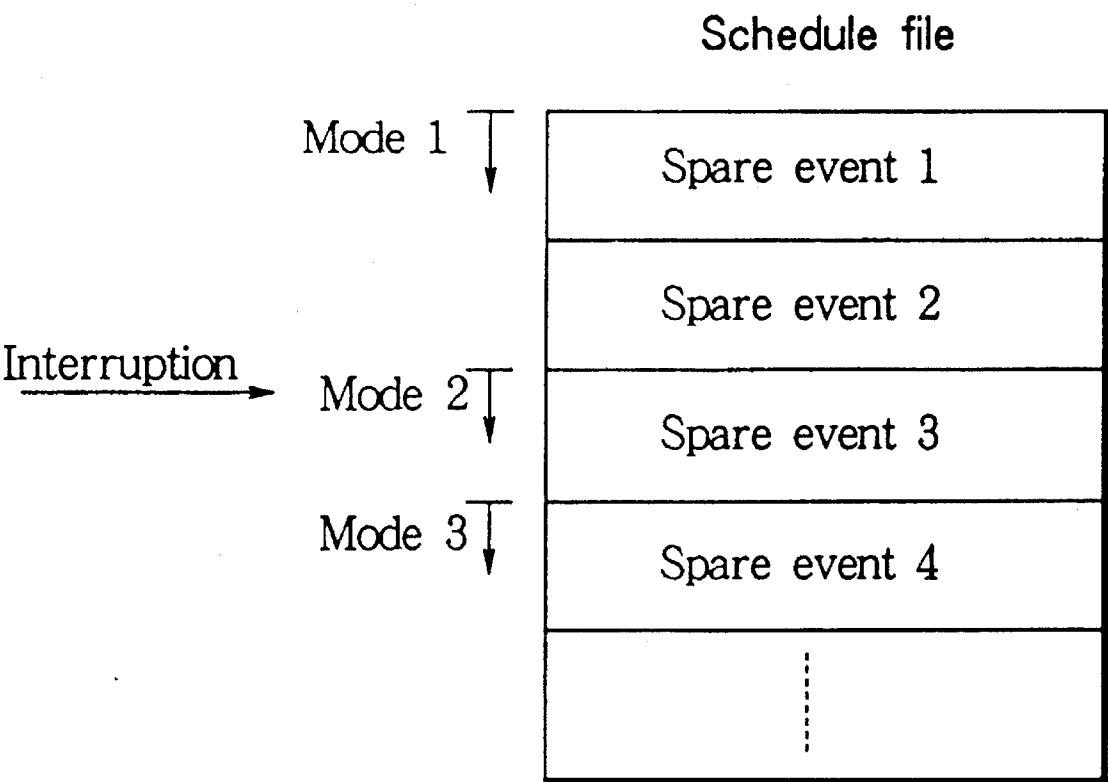 Schedule file
Mode 1
Spare event 1
Spare event 2
Interruption
Mode 2
Spare event 3
Mode 3
Spare event 4